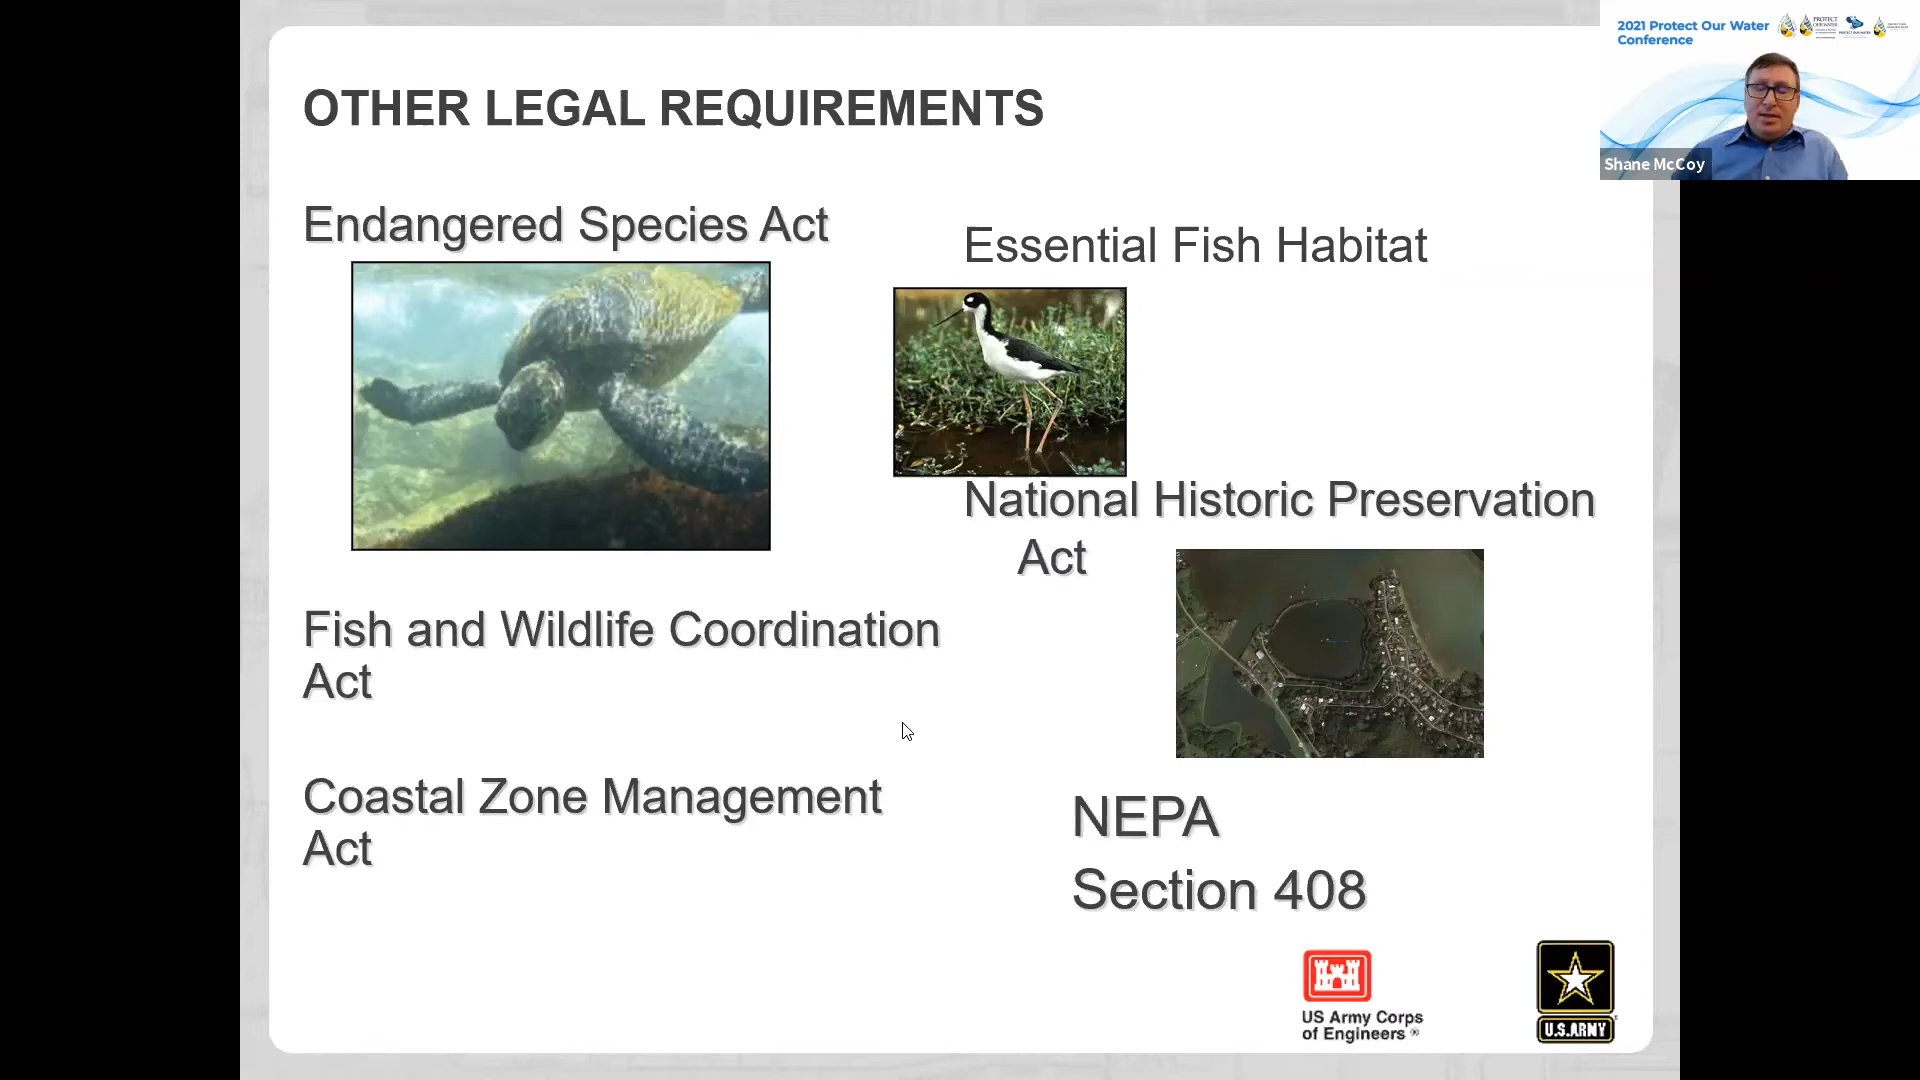 OTHER LEGAL REQUIREMENTS
2021 Protect Our Water
Conference
Shane McCoy
Endangered Species Act
Essential Fish Habitat
National Historic Preservation
Act
Fish and Wildlife Coordination
Act
Coastal Zone Management
Act
NEPA
Section 408
US Army Corps
of Engineers ®
U.S.ARMY